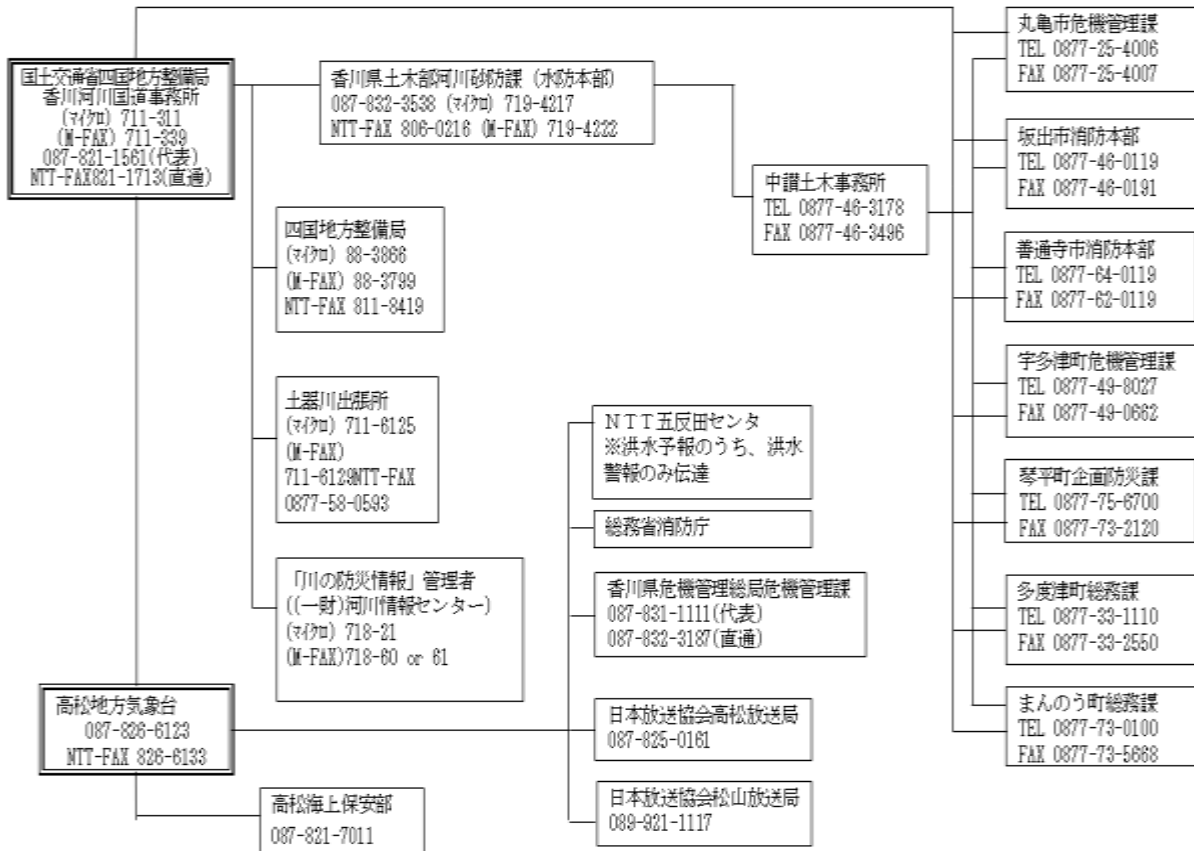 国土交通省四国地方整備局
香川河川国道事務所
(マイクロ) 711-311
(M-FAX) 711-339
087-821-1561(代表)
NTT-FAX821-1713(直通)
香川県土木部河川砂防課（水防本部）
087-832-3538 (マイクロ) 719-4217
NTT-FAX 806-0216 (M-FAX) 719-4222
四国地方整備局
(マイクロ) 88-3866
(M-FAX) 88-3799
NTT-FAX 811-8419
土器川出張所
(マイクロ) 711-6125
(M-FAX)
711-6129NTT-FAX
0877-58-0593
「川の防災情報」管理者
((一財)河川情報センター)
(マイクロ) 718-21
(M-FAX)718-60 or 61
高松地方気象台
087-826-6123
NTT-FAX 826-6133
高松海上保安部
087-821-7011
ＮＴＴ五反田センタ
※洪水予報のうち、洪水
警報のみ伝達
総務省消防庁
香川県危機管理総局危機管理課
087-831-1111(代表)
087-832-3187(直通)
日本放送協会高松放送局
087-825-0161
日本放送協会松山放送局
089-921-1117
中讃土木事務所
TEL 0877-46-3178
FAX 0877-46-3496
丸亀市危機管理課
TEL 0877-25-4006
FAX 0877-25-4007
坂出市消防本部
TEL 0877-46-0119
FAX 0877-46-0191
善通寺市消防本部
TEL 0877-64-0119
FAX 0877-62-0119
宇多津町危機管理課
TEL 0877-49-8027
FAX 0877-49-0662
琴平町企画防災課
TEL 0877-75-6700
FAX 0877-73-2120
多度津町総務課
TEL 0877-33-1110
FAX 0877-33-2550
まんのう町総務課
TEL 0877-73-0100
FAX 0877-73-5668